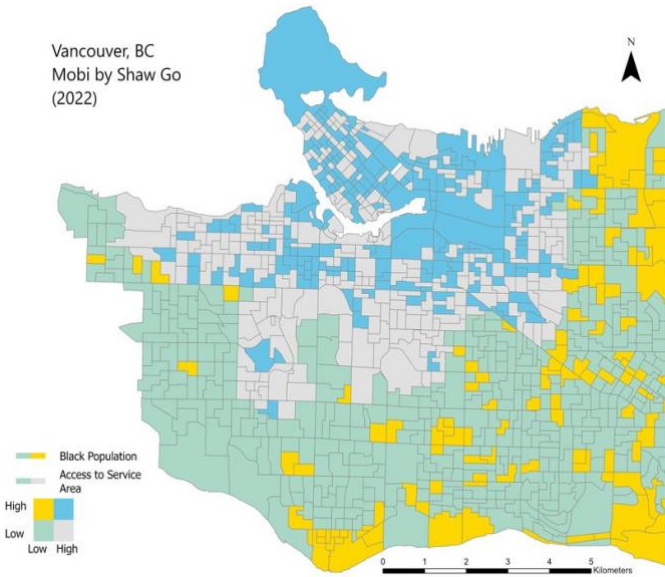 Vancouver, BC
Mobi by Shaw Go
(2022)
N
Black Population
Access to Service
Area
High
Low
Low High
0 1 2 3 4 5
Kilometers